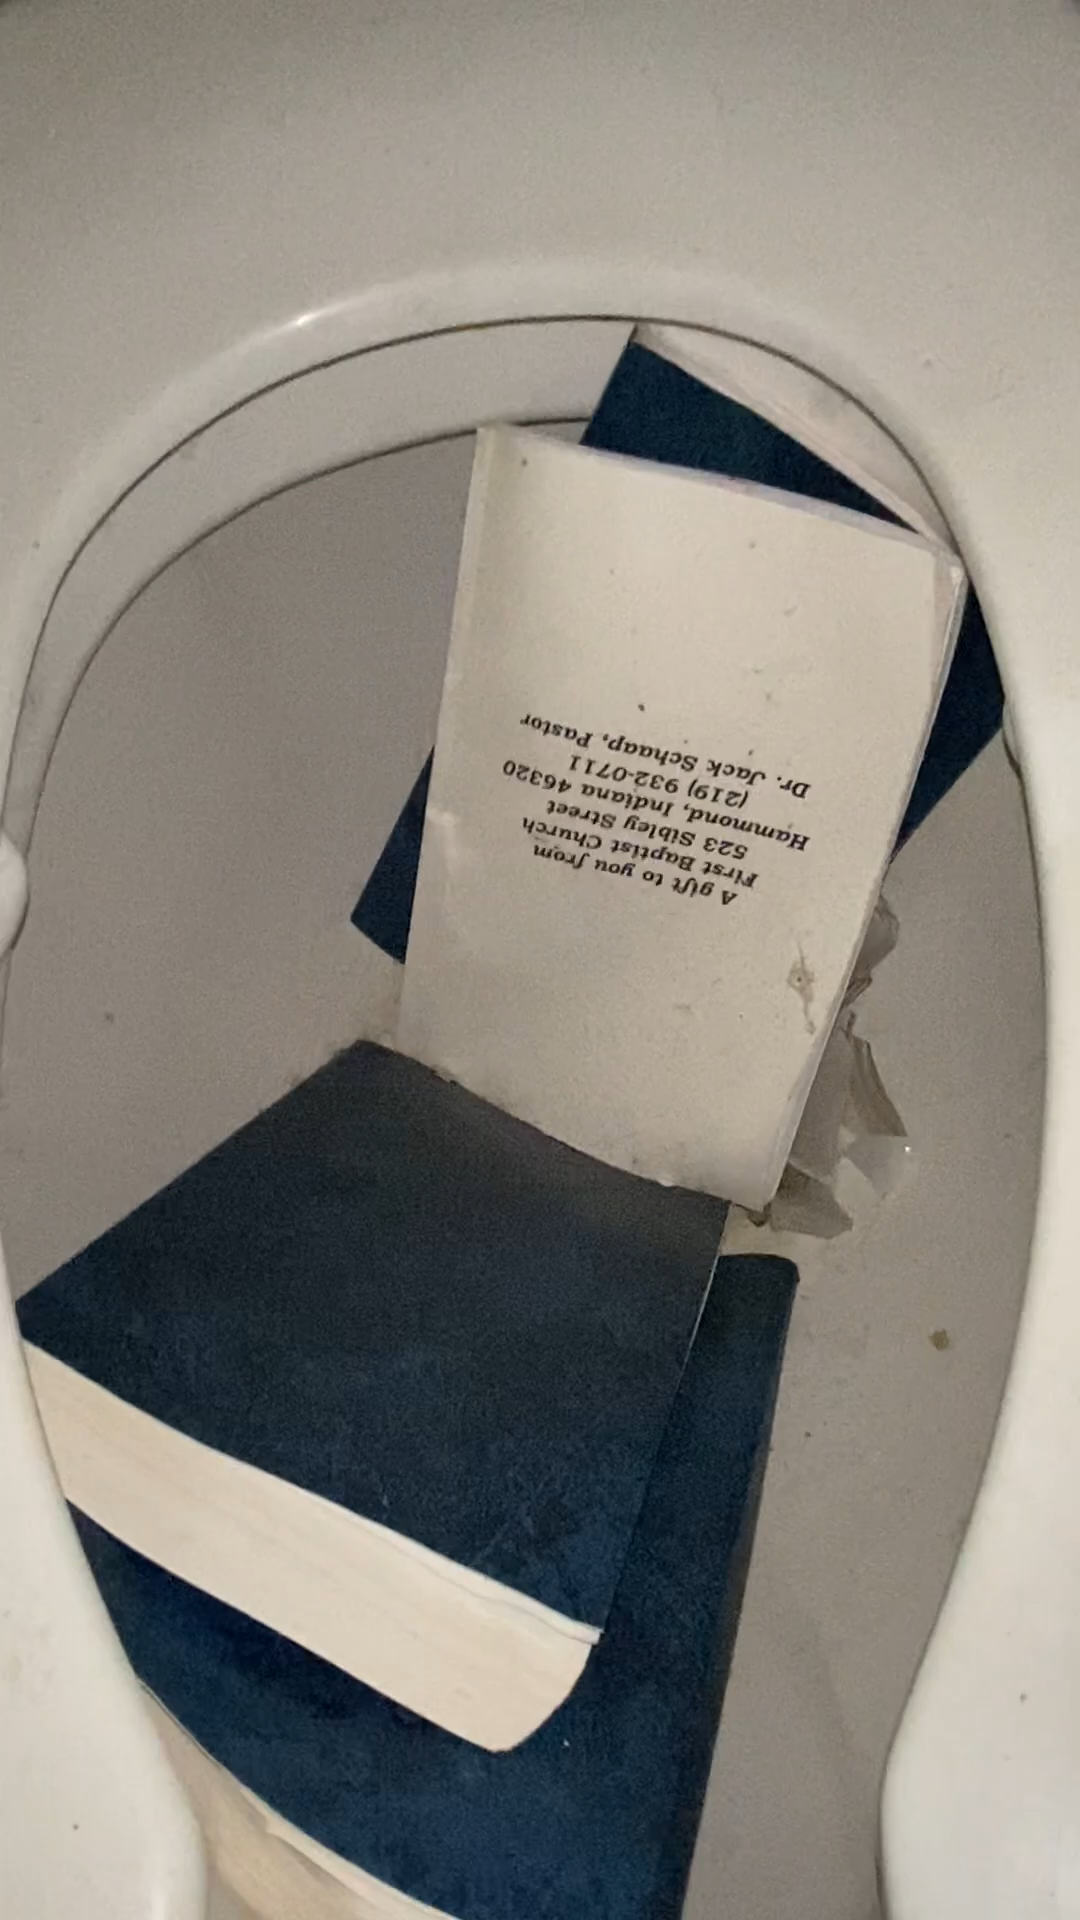 A gift to you from
First Baptist Church
523 Sibley Street
Hammond, Indiana 46320
(219) 932-0711
Dr. Jack Schaap, Pastor